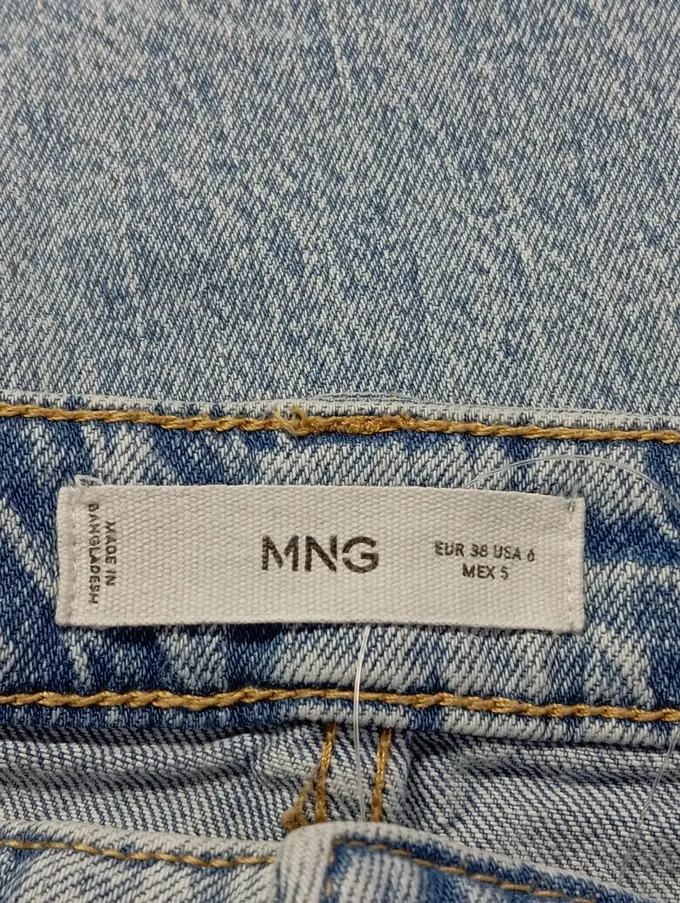 MADE IN
BANGLADESH
MNG
EUR 38 USA 6
MEX 5